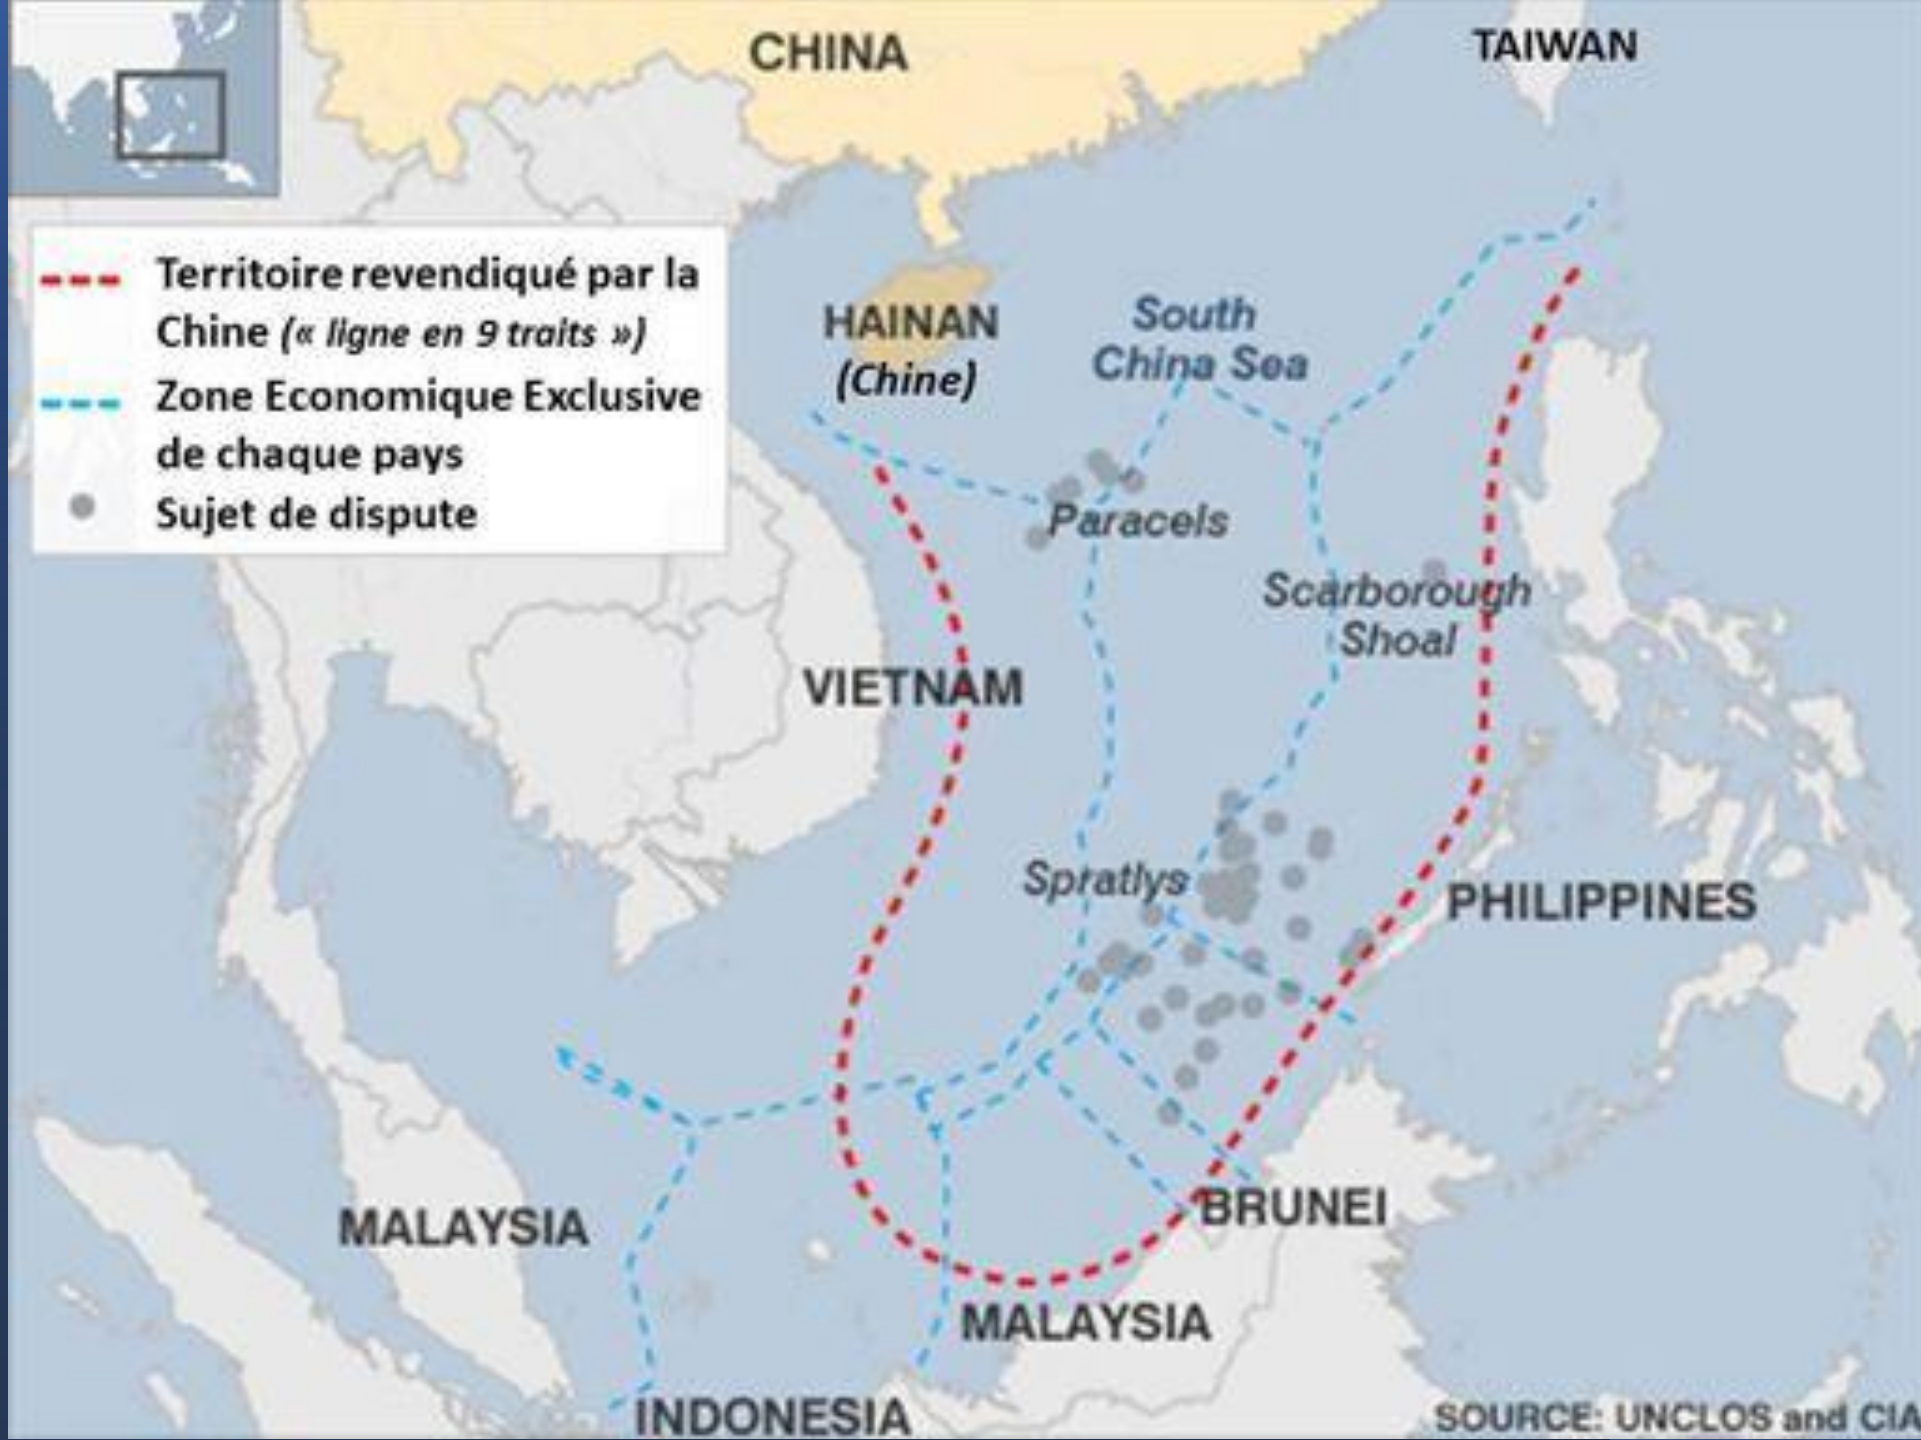 CHINA
TAIWAN
Territoire revendiqué par la
Chine (« ligne en 9 traits »)
Zone Economique Exclusive
de chaque pays
Sujet de dispute
HAINAN
(Chine)
South
China Sea
Paracels
Scarborough
Shoal
VIETNAM
Spratlys
PHILIPPINES
MALAYSIA
BRUNEI
MALAYSIA
INDONESIA
SOURCE: UNCLOS and CIA